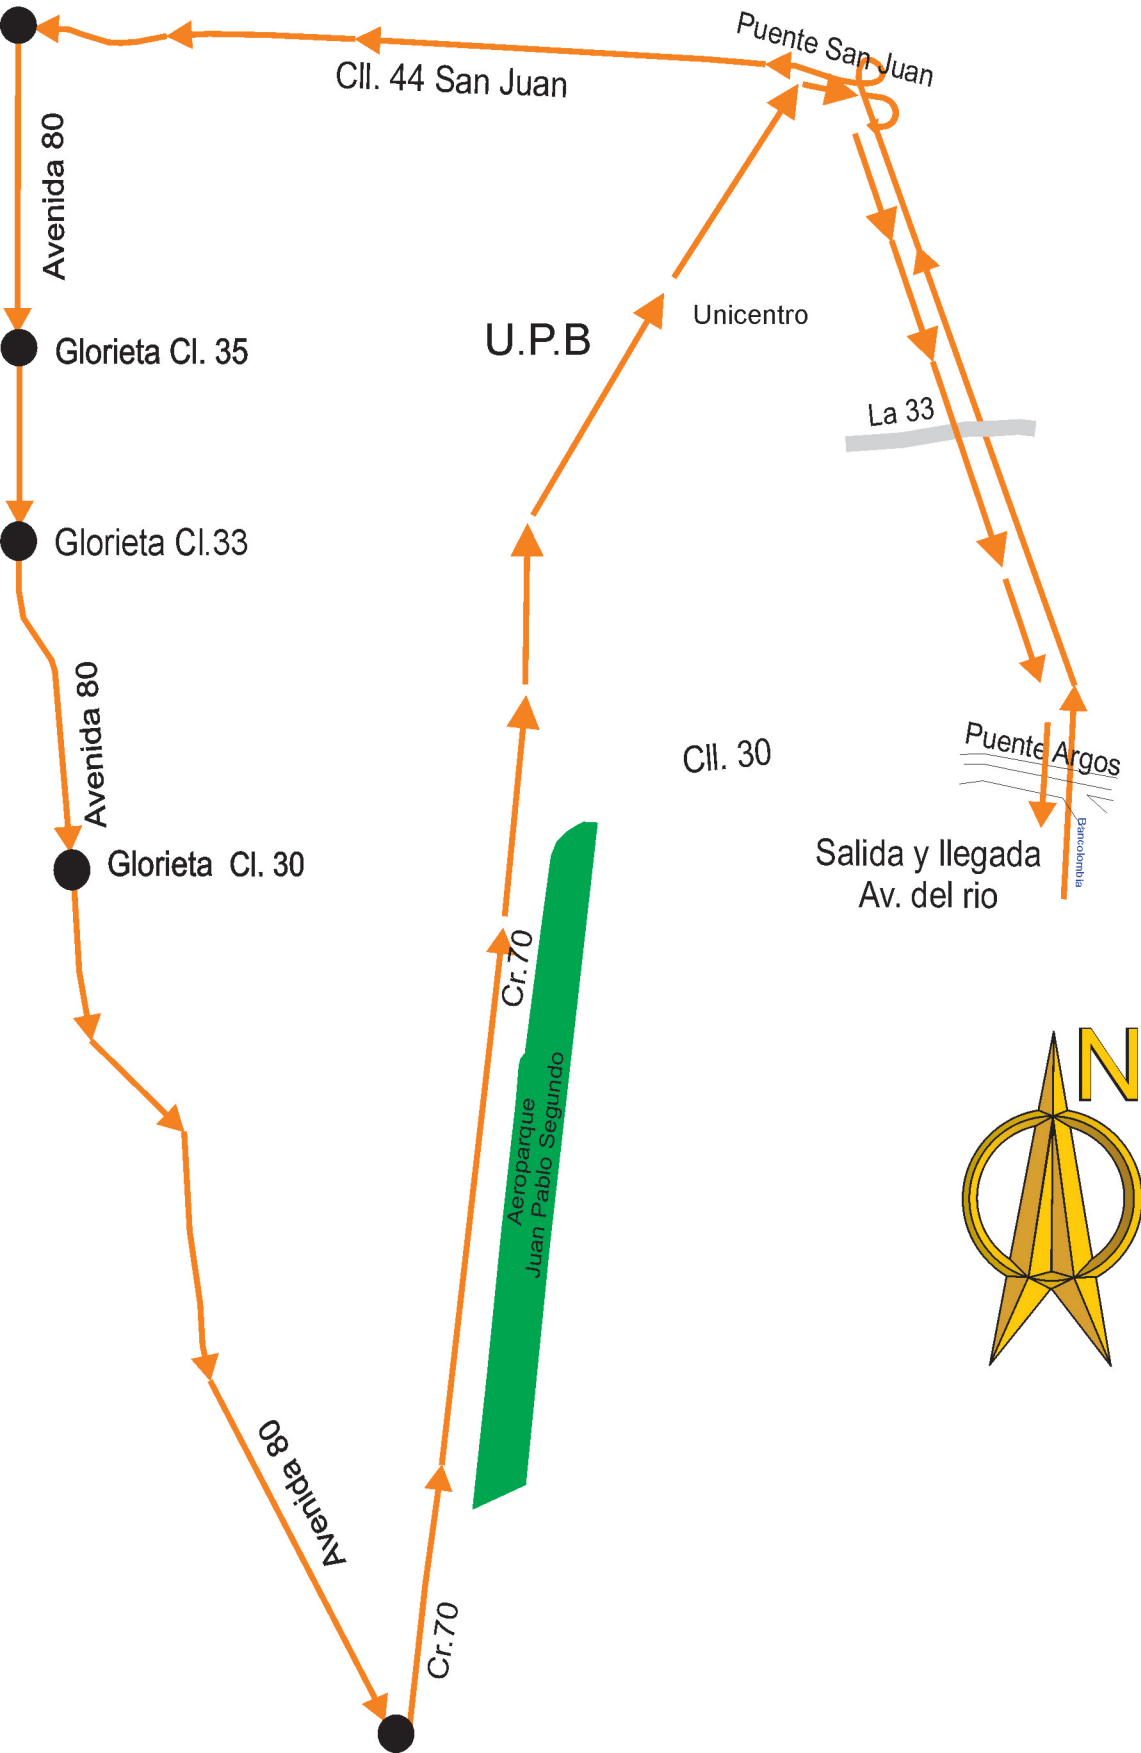 Puente San Juan
Cll. 44 San Juan
Avenida 80
Unicentro
U.P.B
Glorieta Cl. 35
La 33
Glorieta Cl.33
Avenida 80
Puente Argos
Cll. 30
Bancolombia
Salida y llegada
Av. del rio
Glorieta Cl. 30
Cr.70
N
Aeroparque
Juan Pablo Segundo
Avenida 80
Cr.70